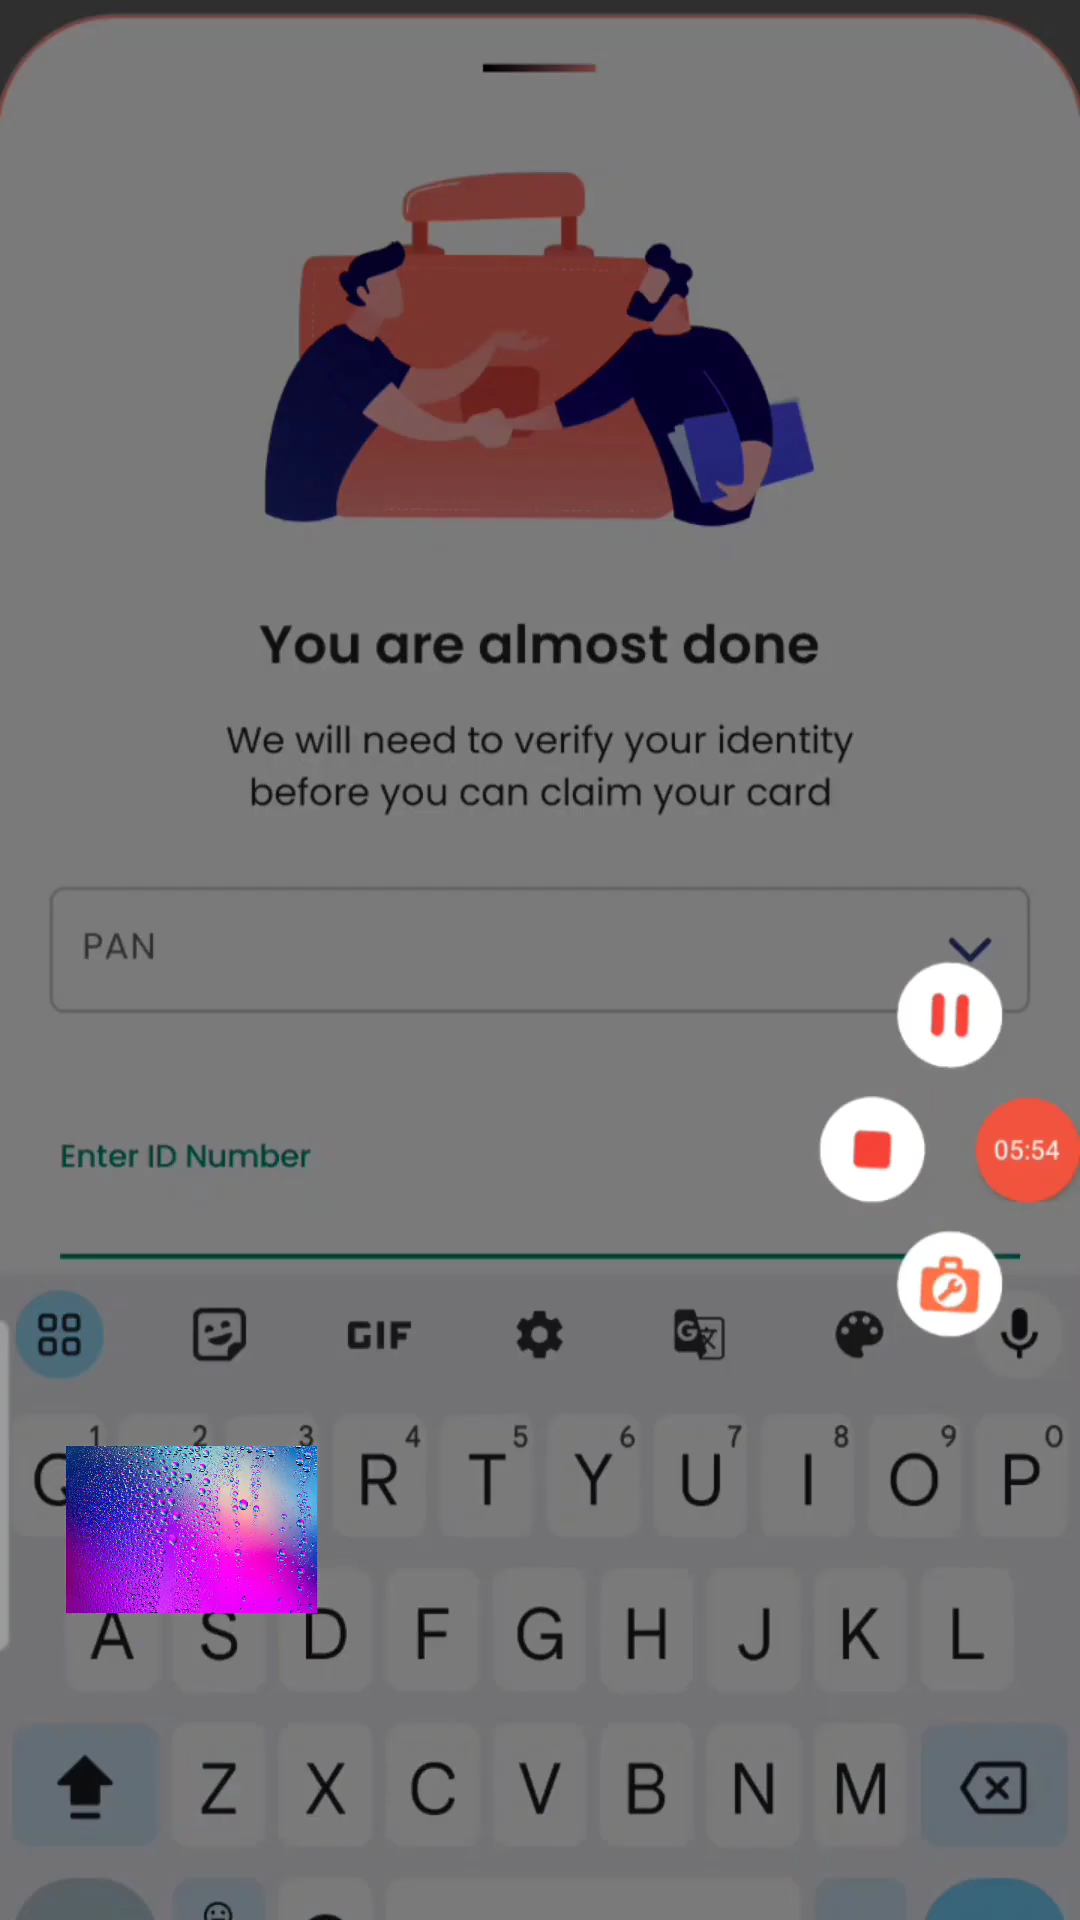 You are almost done
We will need to verify your identity
before you can claim your card
PAN
05:54
Enter ID Number
GIF
G
1 2 3 4 5 6 7 8 9 0
Q R T Y U I O P
A S D F G H J K L
Z X C V B N M